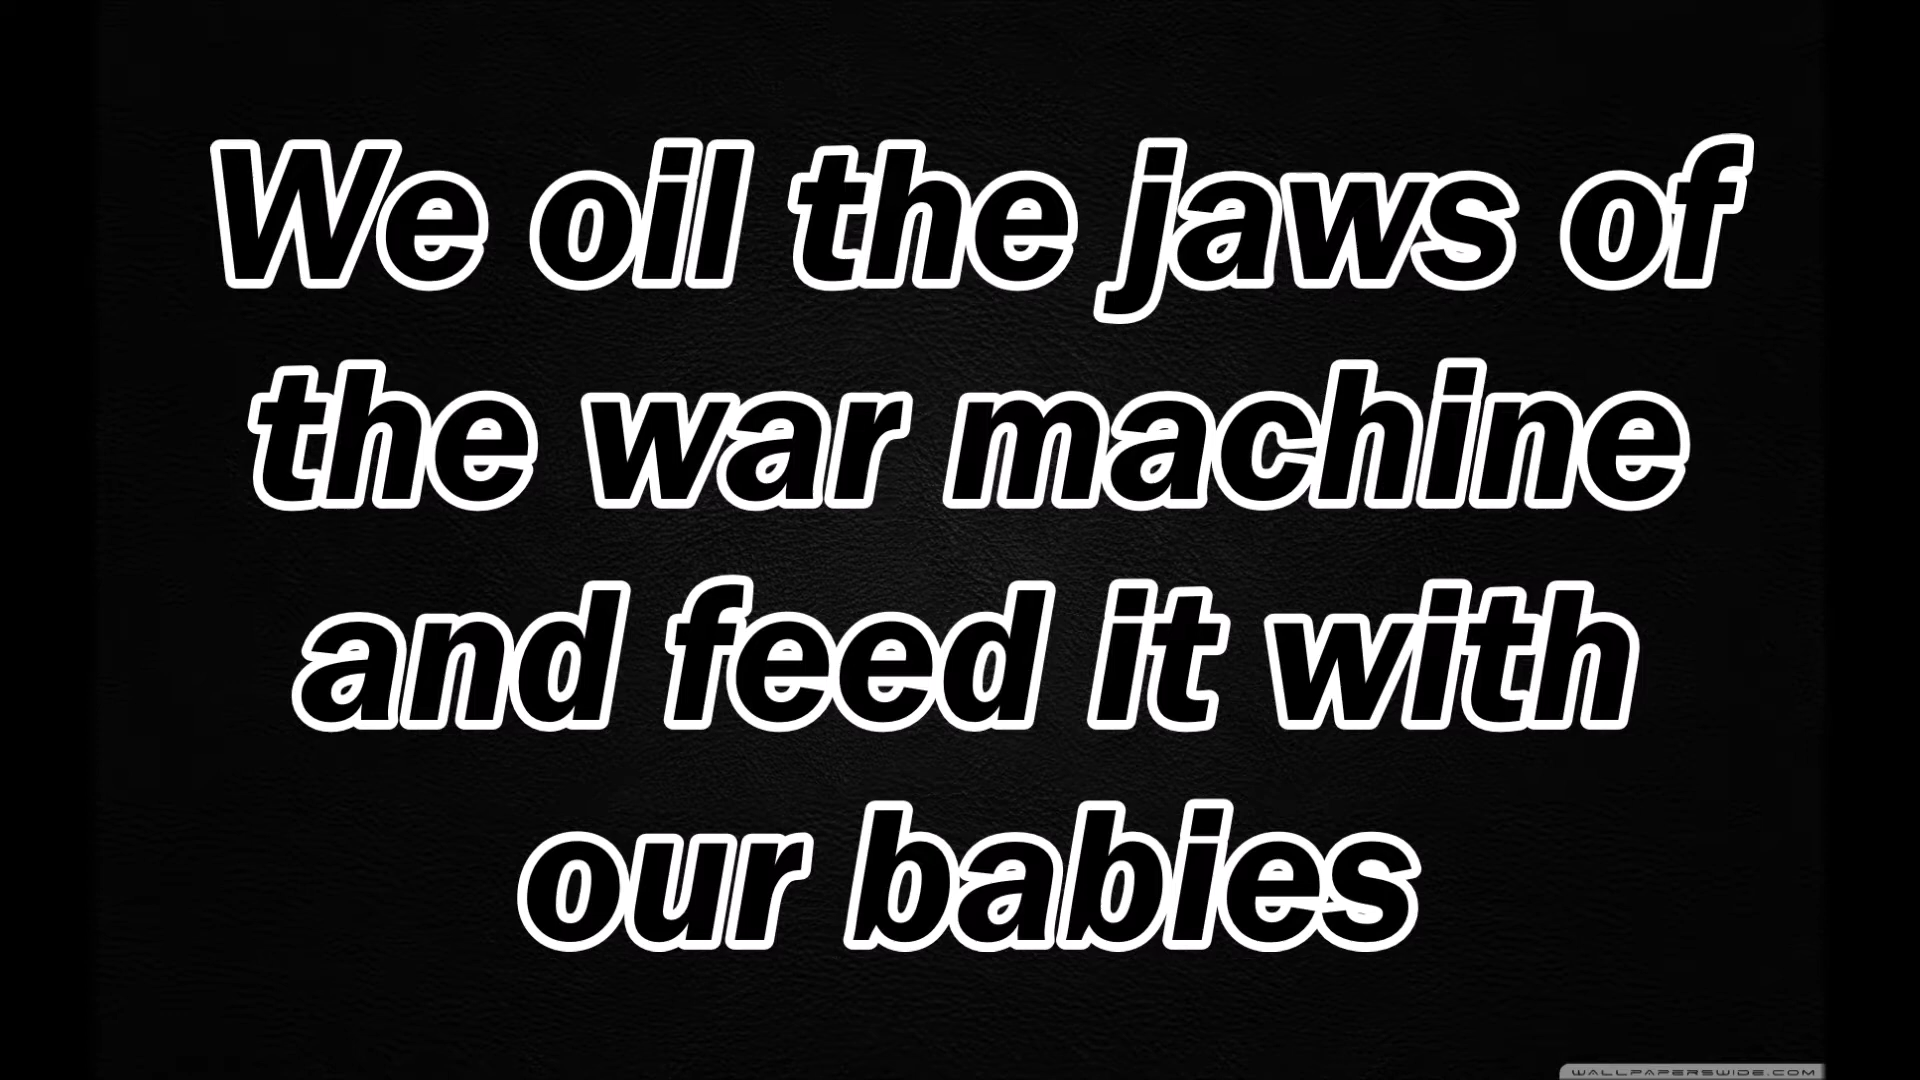 We oil the jaws of
the war machine
and feed it with
our babies
WALLPAPERSWIDE.COM